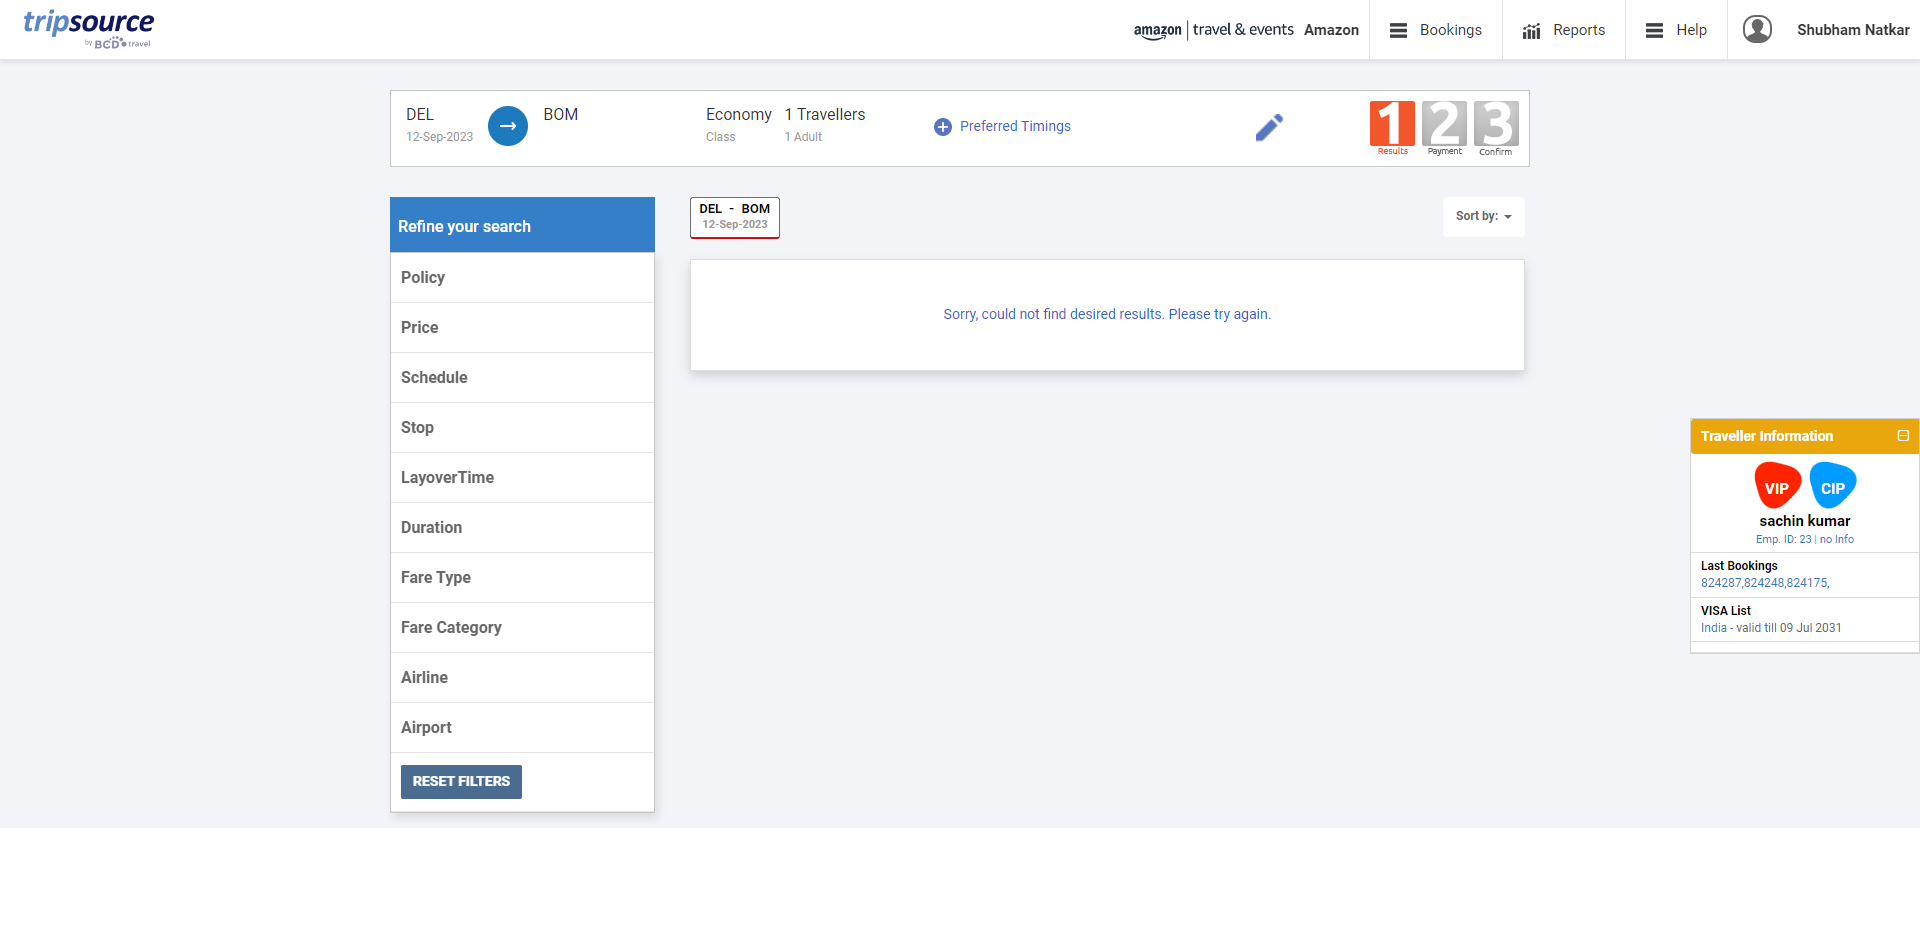 tripsource
by BCD travel
amazon | travel & events Amazon
Bookings
Reports
Help
Shubham Natkar
DEL
12-Sep-2023
BOM
Economy
Class
1 Travellers
1 Adult
Preferred Timings
1 2 3
Results Payment Confirm
Refine your search
Policy
Price
Schedule
Stop
LayoverTime
Duration
Fare Type
Fare Category
Airline
Airport
RESET FILTERS
DEL - BOM
12-Sep-2023
Sort by:
Sorry, could not find desired results. Please try again.
Traveller Information
VIP CIP
sachin kumar
Emp. ID: 23 | no Info
Last Bookings
824287,824248,824175,
VISA List
India - valid till 09 Jul 2031